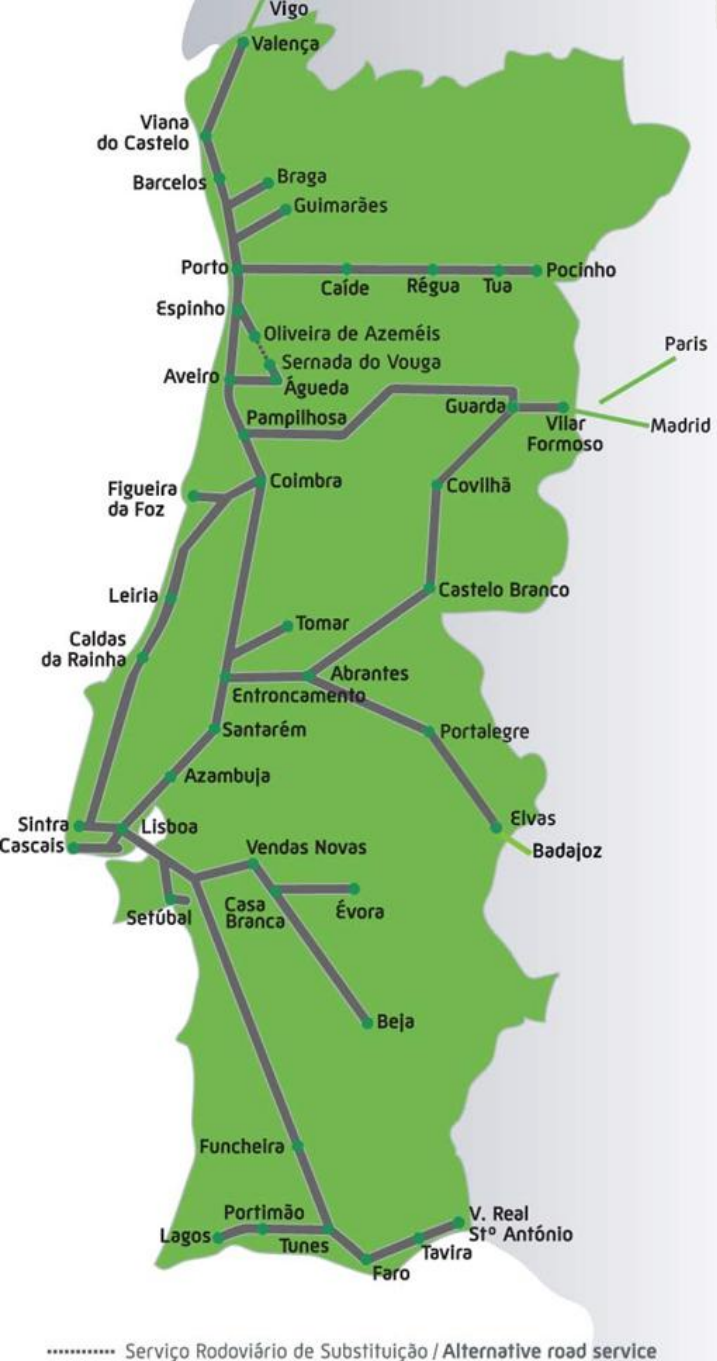 Vigo
Valença
Viana
do Castelo
Barcelos
Braga
Guimarães
Porto
Caíde
Régua
Tua
Pocinho
Espinho
Oliveira de Azeméis
Sernada do Vouga
Aveiro
Águeda
Paris
Pampilhosa
Guarda
Vilar
Formoso
Madrid
Coimbra
Covilhã
Figueira
da Foz
Castelo Branco
Leiria
Tomar
Caldas
da Rainha
Abrantes
Entroncamento
Santarém
Portalegre
Azambuja
Sintra
Lisboa
Elvas
Cascais
Vendas Novas
Badajoz
Setúbal
Casa
Branca
Évora
Beja
Funcheira
Portimão
Lagos
Tunes
V. Real
Stº António
Tavira
Faro
Serviço Rodoviário de Substituição / Alternative road service